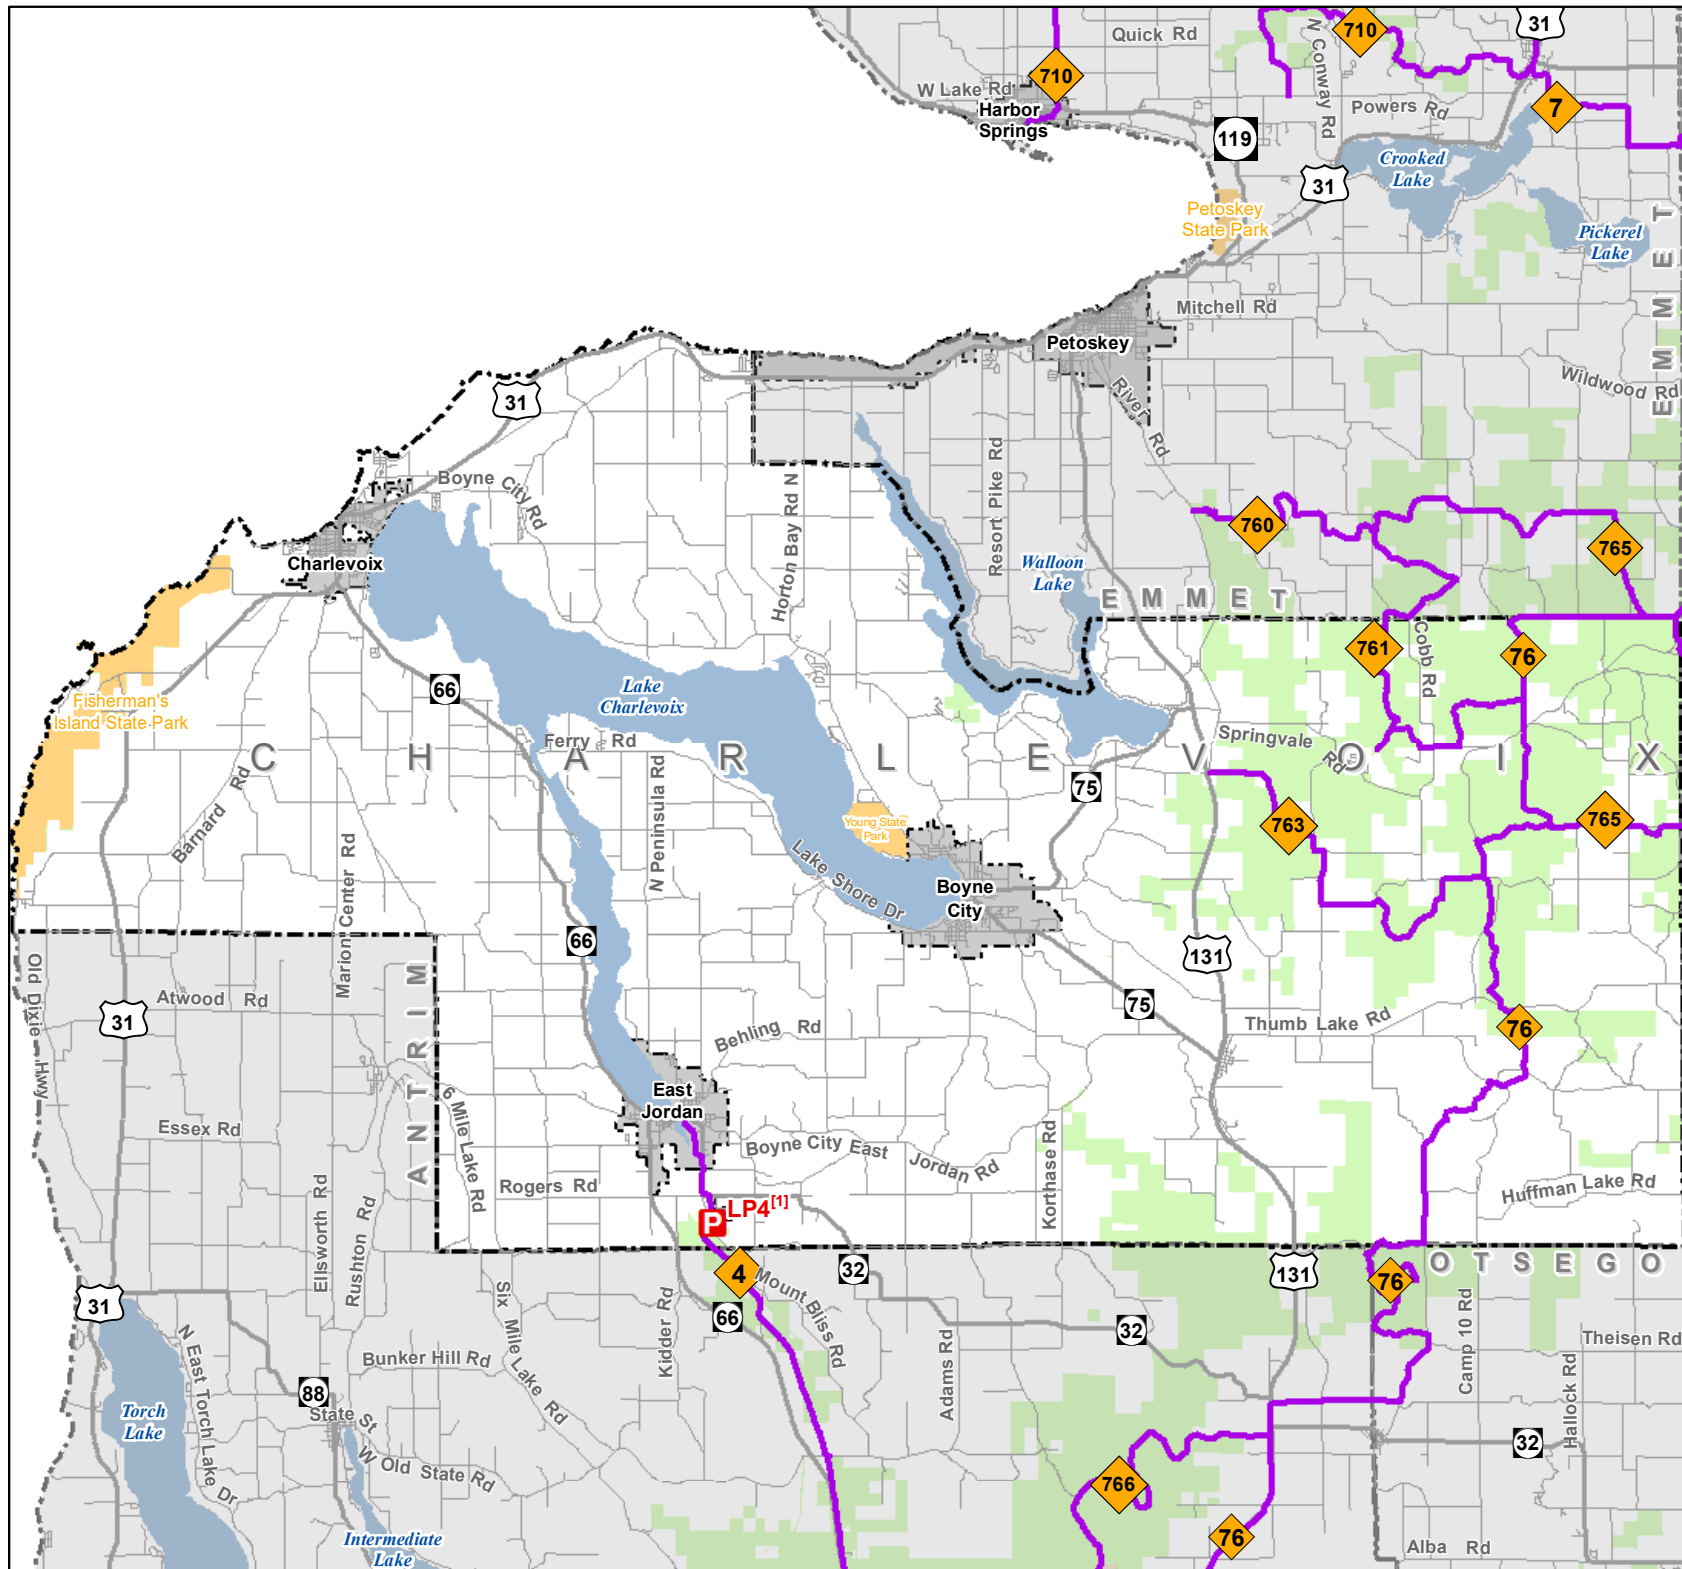 31
710
Quick Rd
N Conway Rd
710
W Lake Rd
Harbor
Springs
Powers Rd
7
119
Crooked
Lake
31
Petoskey
State Park
Pickerel
Lake
EMMET
Mitchell Rd
Petoskey
Wildwood Rd
River Rd
31
Resort Pike Rd
Boyne City Rd
Horton Bay Rd N
760
765
Charlevoix
Walloon
Lake
EMMET
761
Cobb Rd
76
66
Lake
Charlevoix
Fisherman's
Island State Park
Ferry Rd
Springvale Rd
CHARLEVOIX
75
N Peninsula Rd
Barnard Rd
763
765
Young State
Park
Marion Center Rd
Lake Shore Dr
Boyne
City
66
131
Old Dixie Hwy
ANTRIM
Atwood Rd
31
75
Thumb Lake Rd
76
Behling Rd
East
Jordan
6 Mile Lake Rd
Essex Rd
Boyne City East Jordan Rd
Korthase Rd
Rogers Rd
Huffman Lake Rd
Ellsworth Rd
Rushton Rd
P
LP4[1]
4
Mount Bliss Rd
32
131
76
OTSEGO
31
Six Mile Lake Rd
Kidder Rd
66
32
Camp 10 Rd
Theisen Rd
N East Torch Lake Dr
Bunker Hill Rd
Adams Rd
Hallock Rd
88
State St
Torch
Lake
W Old State Rd
32
766
76
Intermediate
Lake
Alba Rd